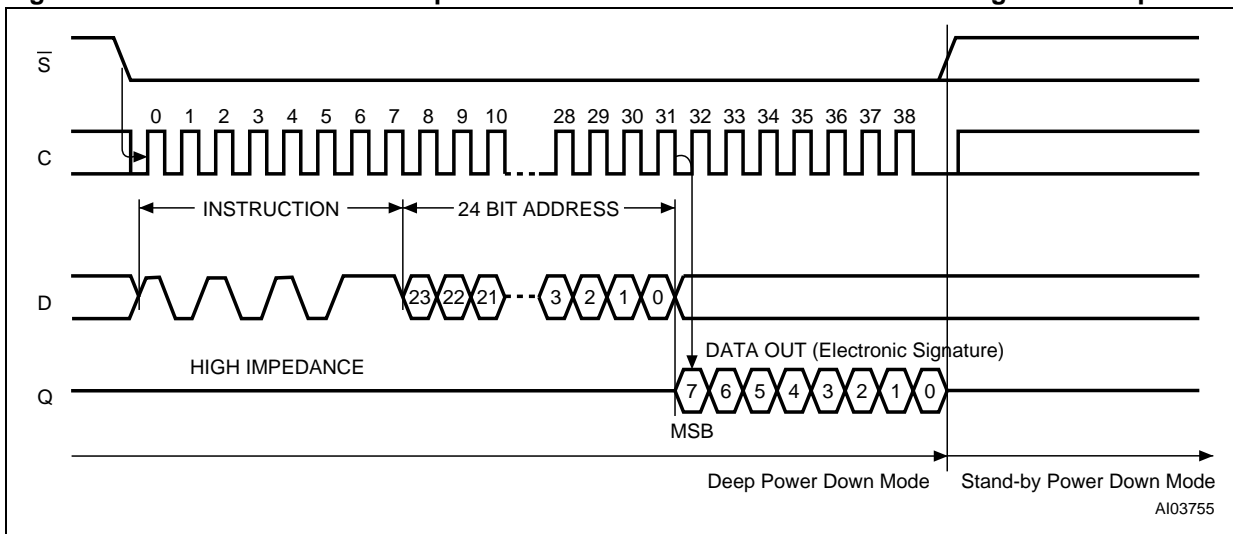 S
0 1 2 3 4 5 6 7 8 9 10 28 29 30 31 32 33 34 35 36 37 38
C
INSTRUCTION 24 BIT ADDRESS
D
23 22 21 3 2 1 0
DATA OUT (Electronic Signature)
HIGH IMPEDANCE
Q
7 6 5 4 3 2 1 0
MSB
Deep Power Down Mode Stand-by Power Down Mode
AI03755